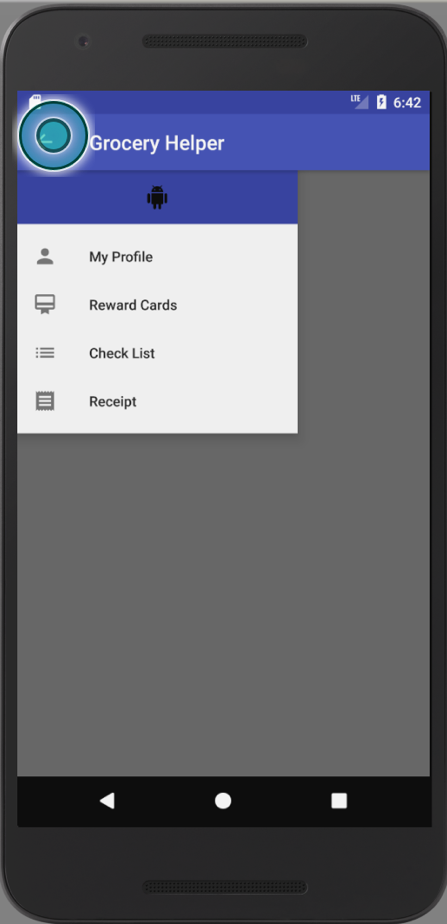 LTE 6:42
Grocery Helper
My Profile
Reward Cards
Check List
Receipt